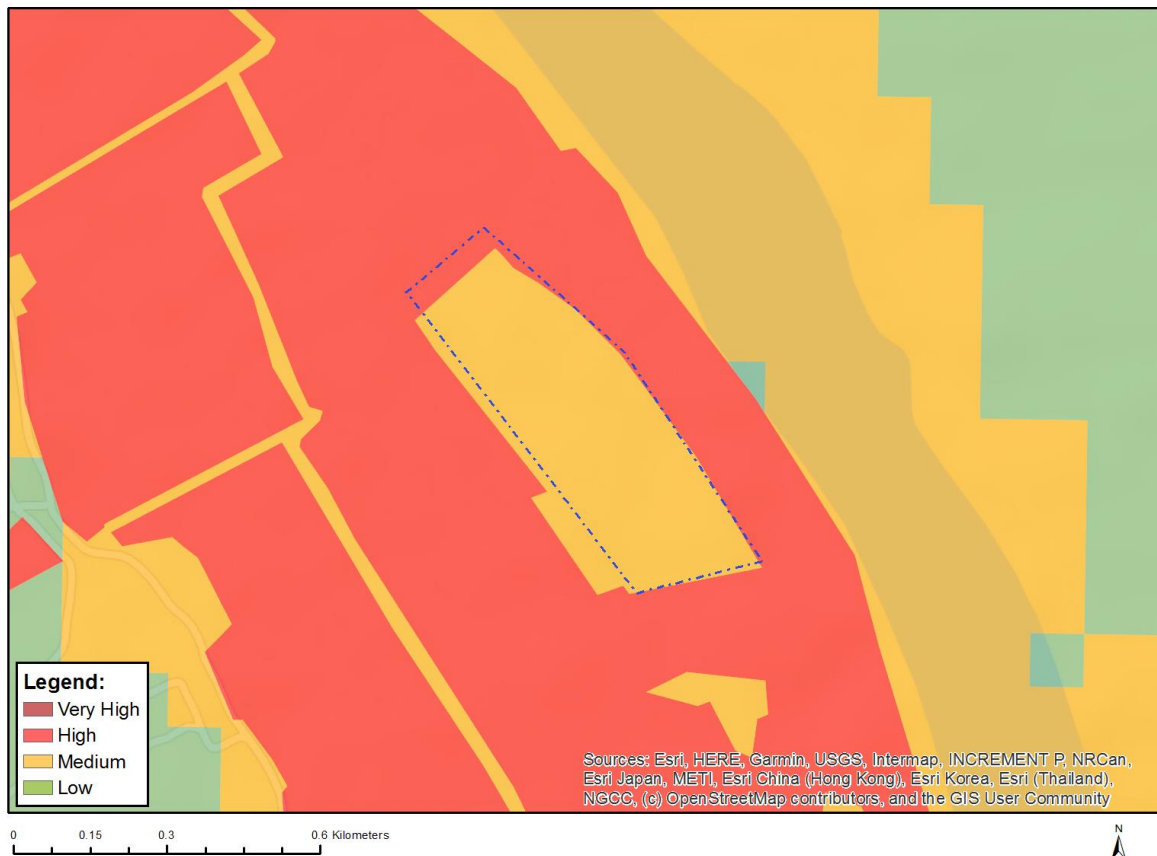 Legend:
Very High
High
Medium
Low
Sources: Esri, HERE, Garmin, USGS, Intermap, INCREMENT P, NRCan,
Esri Japan, METI, Esri China (Hong Kong), Esri Korea, Esri (Thailand),
NGCC, (c) OpenStreetMap contributors, and the GIS User Community
0 0.15 0.3 0.6 Kilometers
N